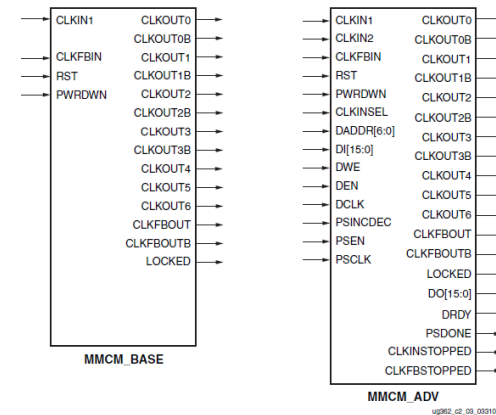 CLKIN1
CLKFBIN
RST
PWRDWN
CLKOUT0
CLKOUT0B
CLKOUT1
CLKOUT1B
CLKOUT2
CLKOUT2B
CLKOUT3
CLKOUT3B
CLKOUT4
CLKOUT5
CLKOUT6
CLKFBOUT
CLKFBOUTB
LOCKED
MMCM_BASE
CLKIN1
CLKIN2
CLKFBIN
RST
PWRDWN
CLKINSEL
DADDR[6:0]
DI[15:0]
DWE
DEN
DCLK
PSINCDEC
PSEN
PSCLK
CLKOUT0
CLKOUT0B
CLKOUT1
CLKOUT1B
CLKOUT2
CLKOUT2B
CLKOUT3
CLKOUT3B
CLKOUT4
CLKOUT5
CLKOUT6
CLKFBOUT
CLKFBOUTB
LOCKED
DO[15:0]
DRDY
PSDONE
CLKINSTOPPED
CLKFBSTOPPED
MMCM_ADV